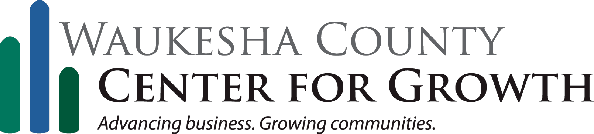 WAUKESHA COUNTY
CENTER FOR GROWTH
Advancing business. Growing communities.